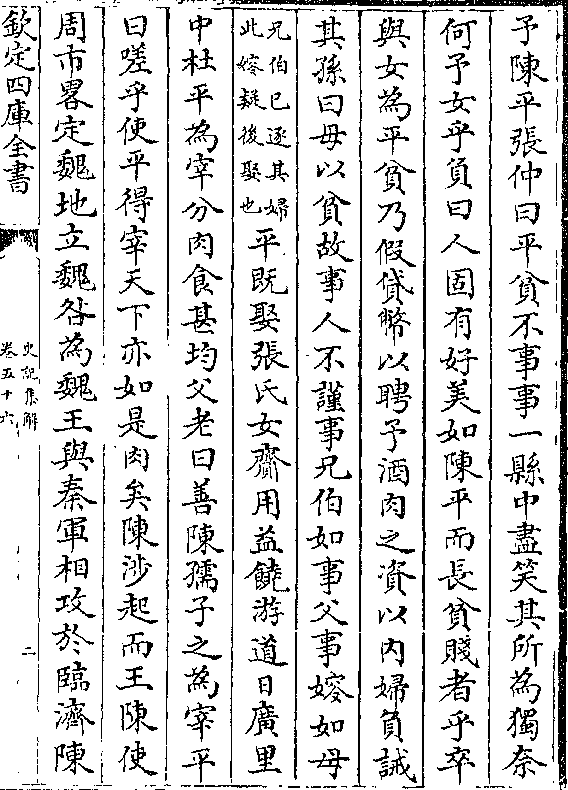 予陳平張仲曰平貧不事事一縣中盡笑其所為獨奈
何予女乎負曰人固有好美如陳平而長貧賤者乎卒
與女為平貧乃假貸幣以聘予酒肉之資以内婦負誡
其孫曰毋以貧故事人不謹事兄伯如事父事嫂如母
兄伯已逐其婦
此嫂疑後娶也
平既娶張氏女齎用益饒游道日廣里
中杜平為宰分肉食甚均父老曰善陳孺子之為宰平
曰嗟乎使平得宰天下亦如是肉矣陳涉起而王陳使
周市畧定魏地立魏咎為魏王與秦軍相攻於臨濟陳
欽定四庫全書
史記集解
卷五十六
二